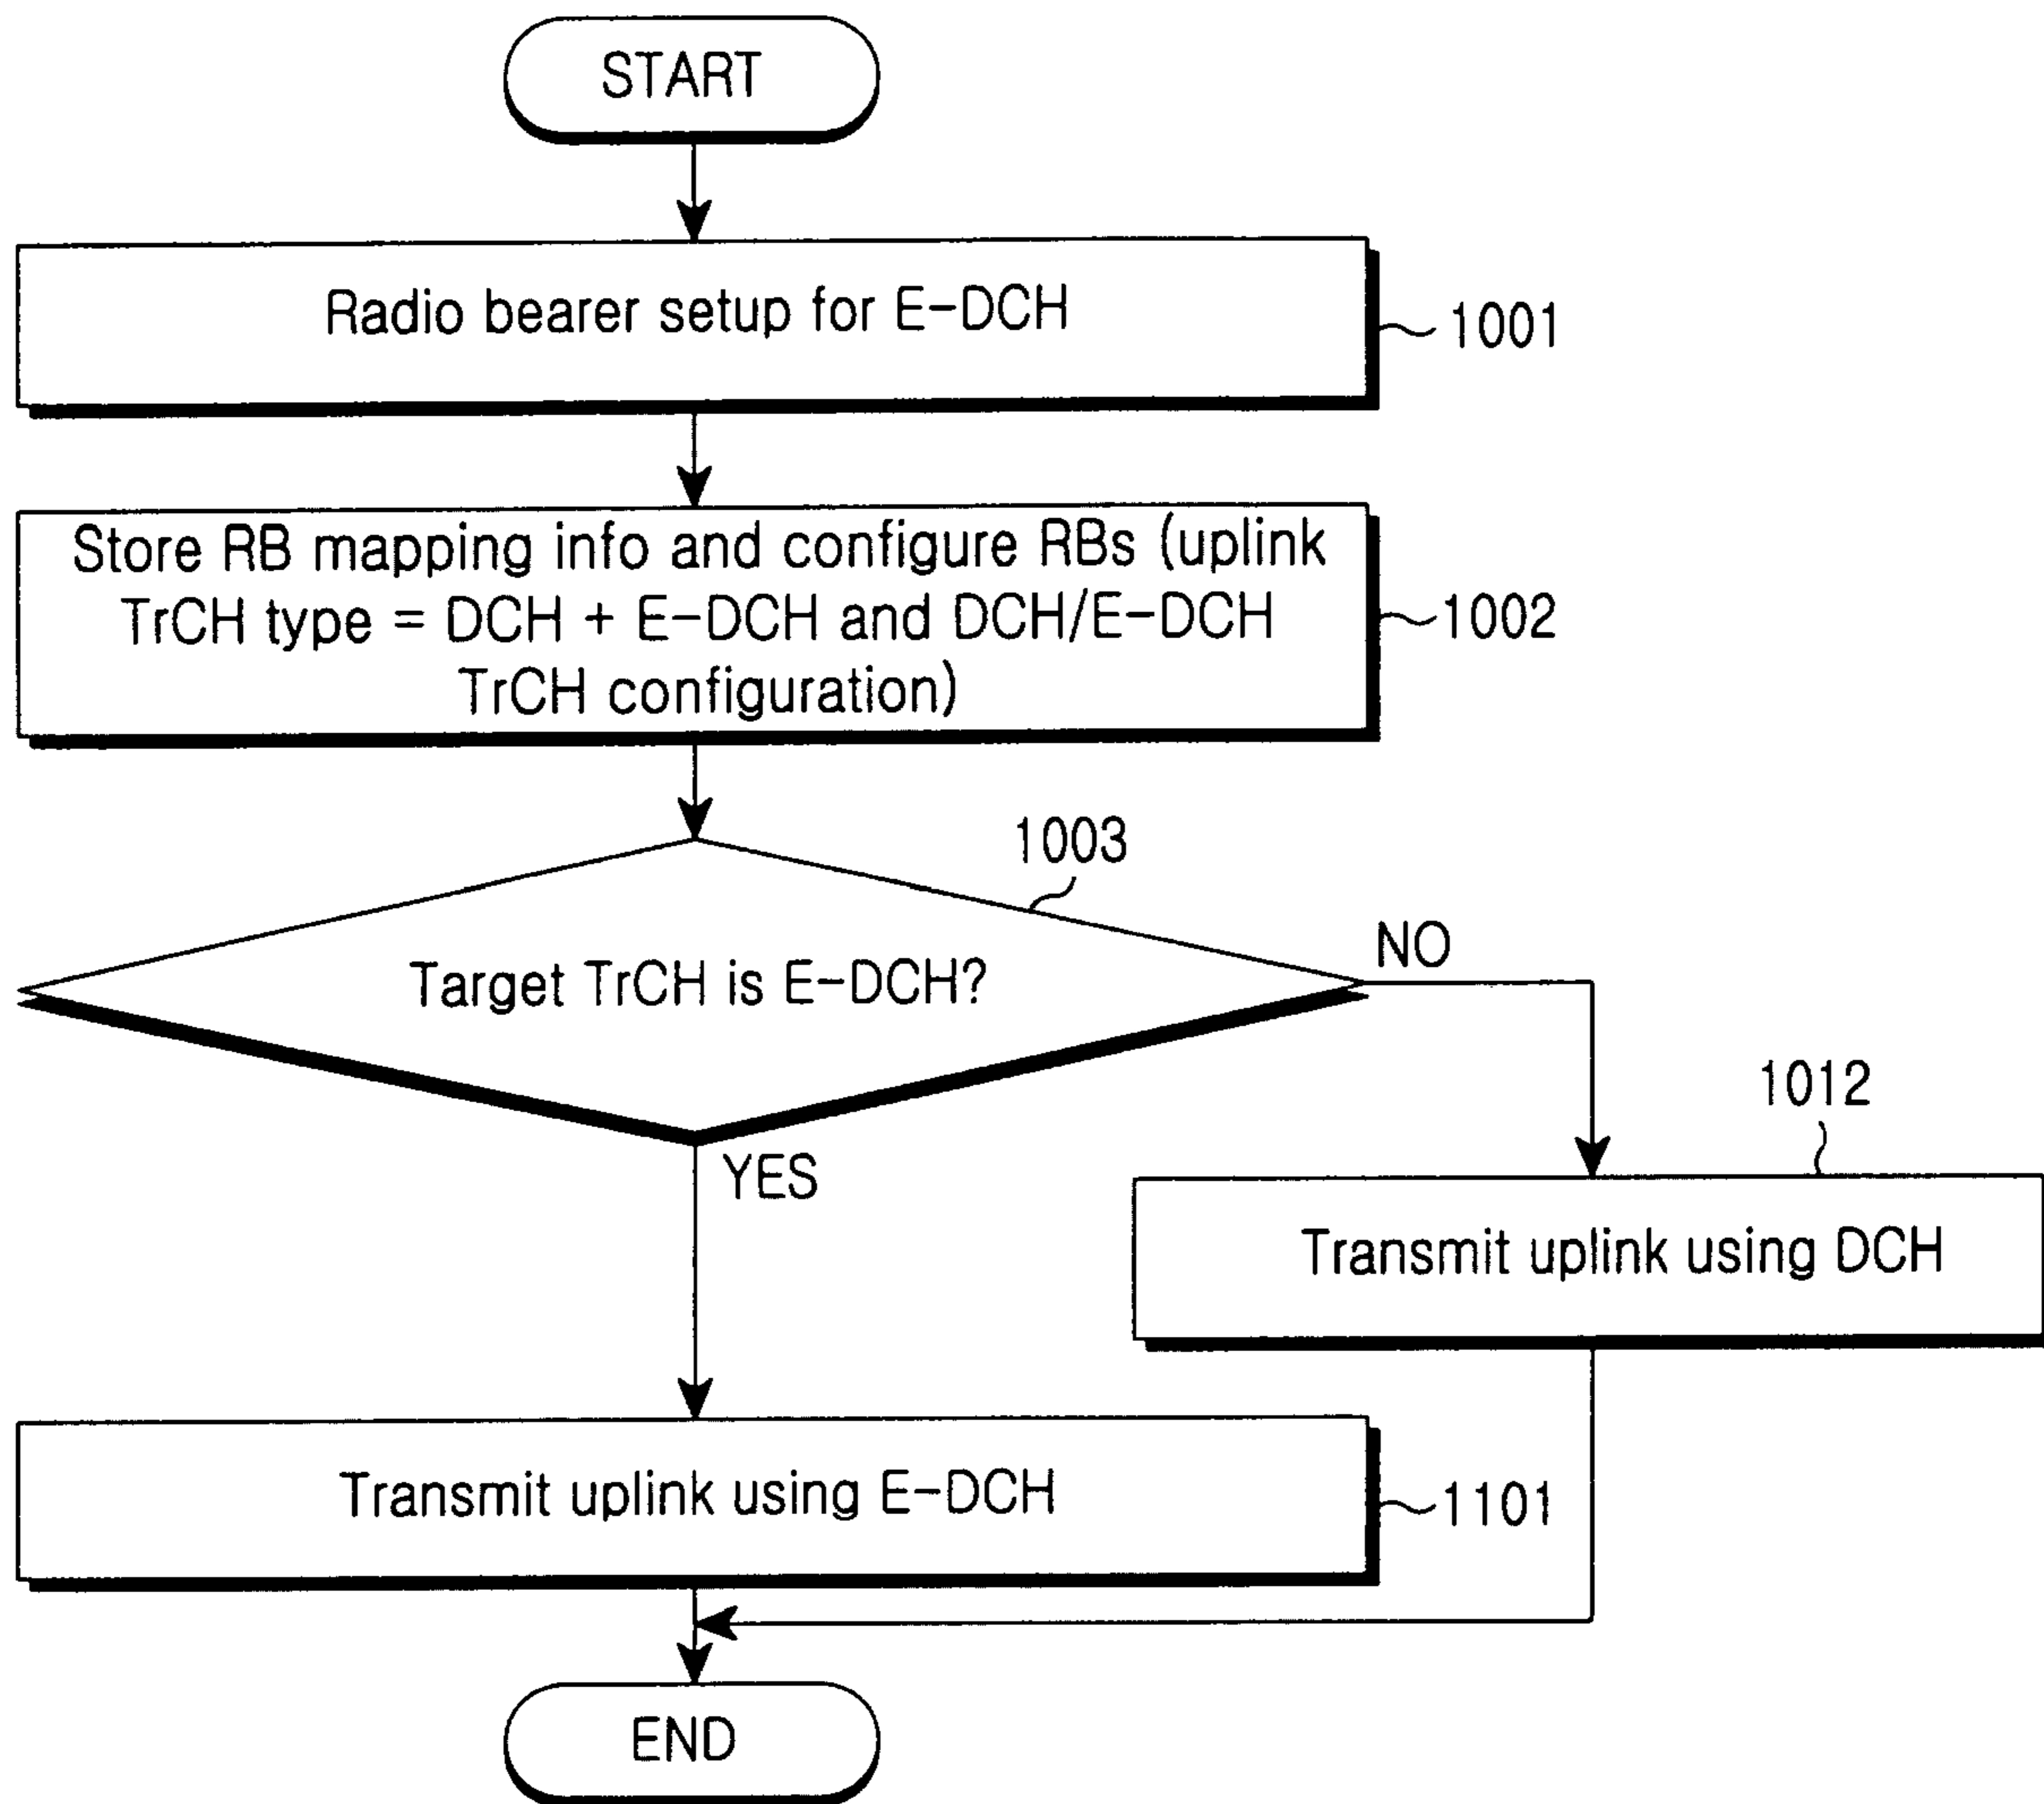 START
Radio bearer setup for E-DCH
1001
Store RB mapping info and configure RBs (uplink
TrCH type = DCH + E-DCH and DCH/E-DCH
TrCH configuration)
1002
1003
Target TrCH is E-DCH?
NO
YES
1012
Transmit uplink using DCH
Transmit uplink using E-DCH
1101
END